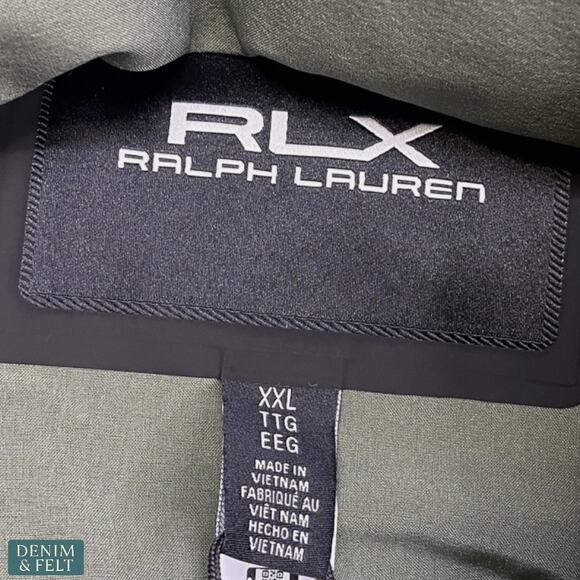 RLX
RALPH LAUREN
XXL
TTG
EEG
MADE IN
VIETNAM
FABRIQUÉ AU
VIÊT NAM
HECHO EN
VIETNAM
DENIM
& FELT